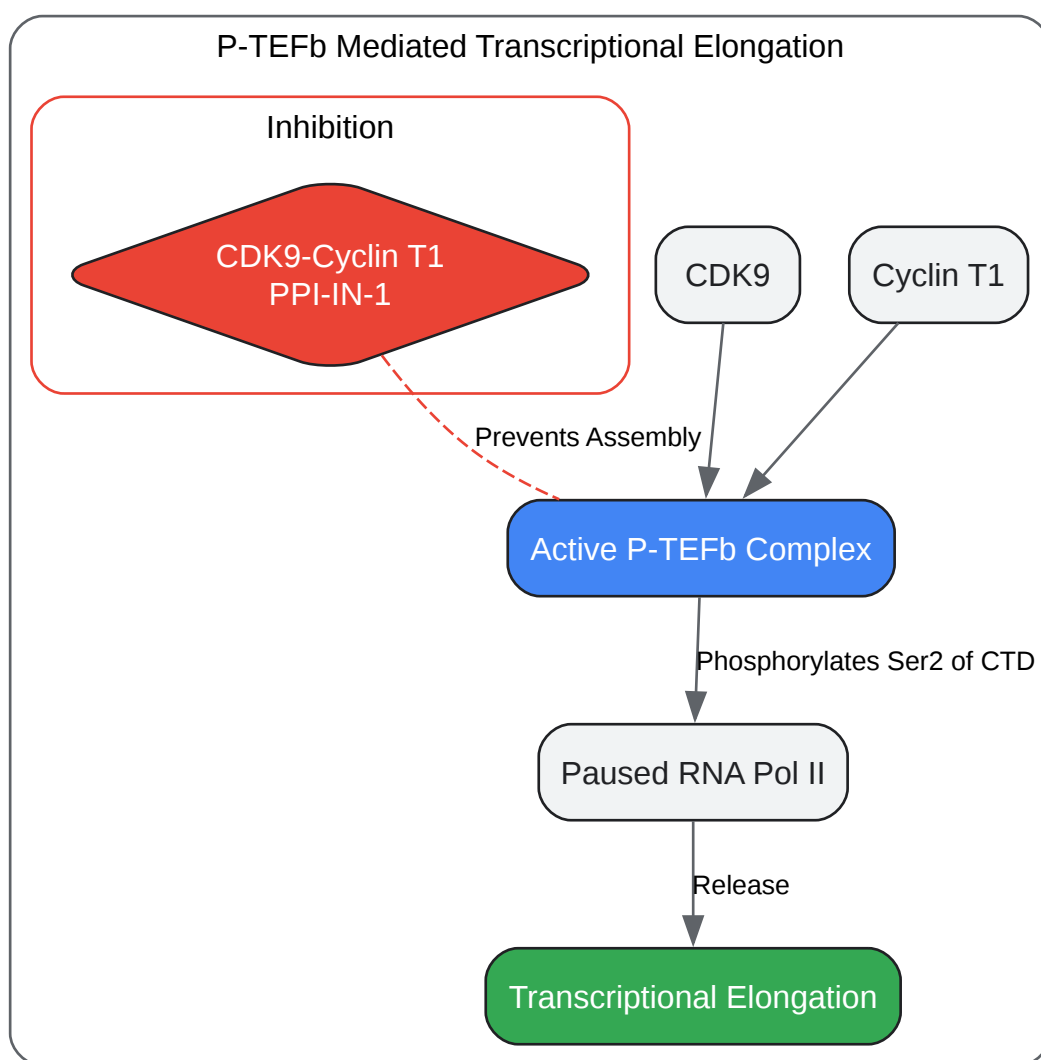 P-TEFb Mediated Transcriptional Elongation
Inhibition
CDK9-Cyclin T1
PPI-IN-1
CDK9
Cyclin T1
Prevents Assembly
Active P-TEFb Complex
Phosphorylates Ser2 of CTD
Paused RNA Pol II
Release
Transcriptional Elongation